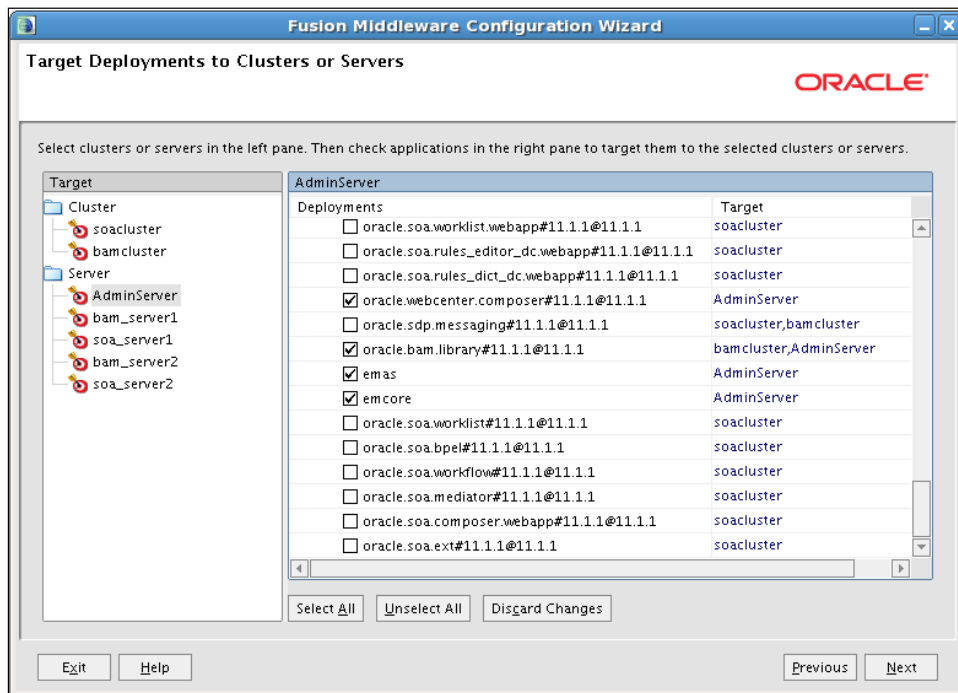 Fusion Middleware Configuration Wizard
Target Deployments to Clusters or Servers
ORACLE
Select clusters or servers in the left pane. Then check applications in the right pane to target them to the selected clusters or servers.
Target
Cluster
soacluster
bamcluster
Server
AdminServer
bam_server1
soa_server1
bam_server2
soa_server2
AdminServer
Deployments Target
oracle.soa.worklist.webapp#11.1.1@11.1.1 soacluster
oracle.soa.rules_editor_dc.webapp#11.1.1@11.1.1 soacluster
oracle.soa.rules_dict_dc.webapp#11.1.1@11.1.1 soacluster
oracle.webcenter.composer#11.1.1@11.1.1 AdminServer
oracle.sdp.messaging#11.1.1@11.1.1 soacluster,bamcluster
oracle.bam.library#11.1.1@11.1.1 bamcluster,AdminServer
emas AdminServer
emcore AdminServer
oracle.soa.worklist#11.1.1@11.1.1 soacluster
oracle.soa.bpel#11.1.1@11.1.1 soacluster
oracle.soa.workflow#11.1.1@11.1.1 soacluster
oracle.soa.mediator#11.1.1@11.1.1 soacluster
oracle.soa.composer.webapp#11.1.1@11.1.1 soacluster
oracle.soa.ext#11.1.1@11.1.1 soacluster
Select All Unselect All Discard Changes
Exit Help Previous Next